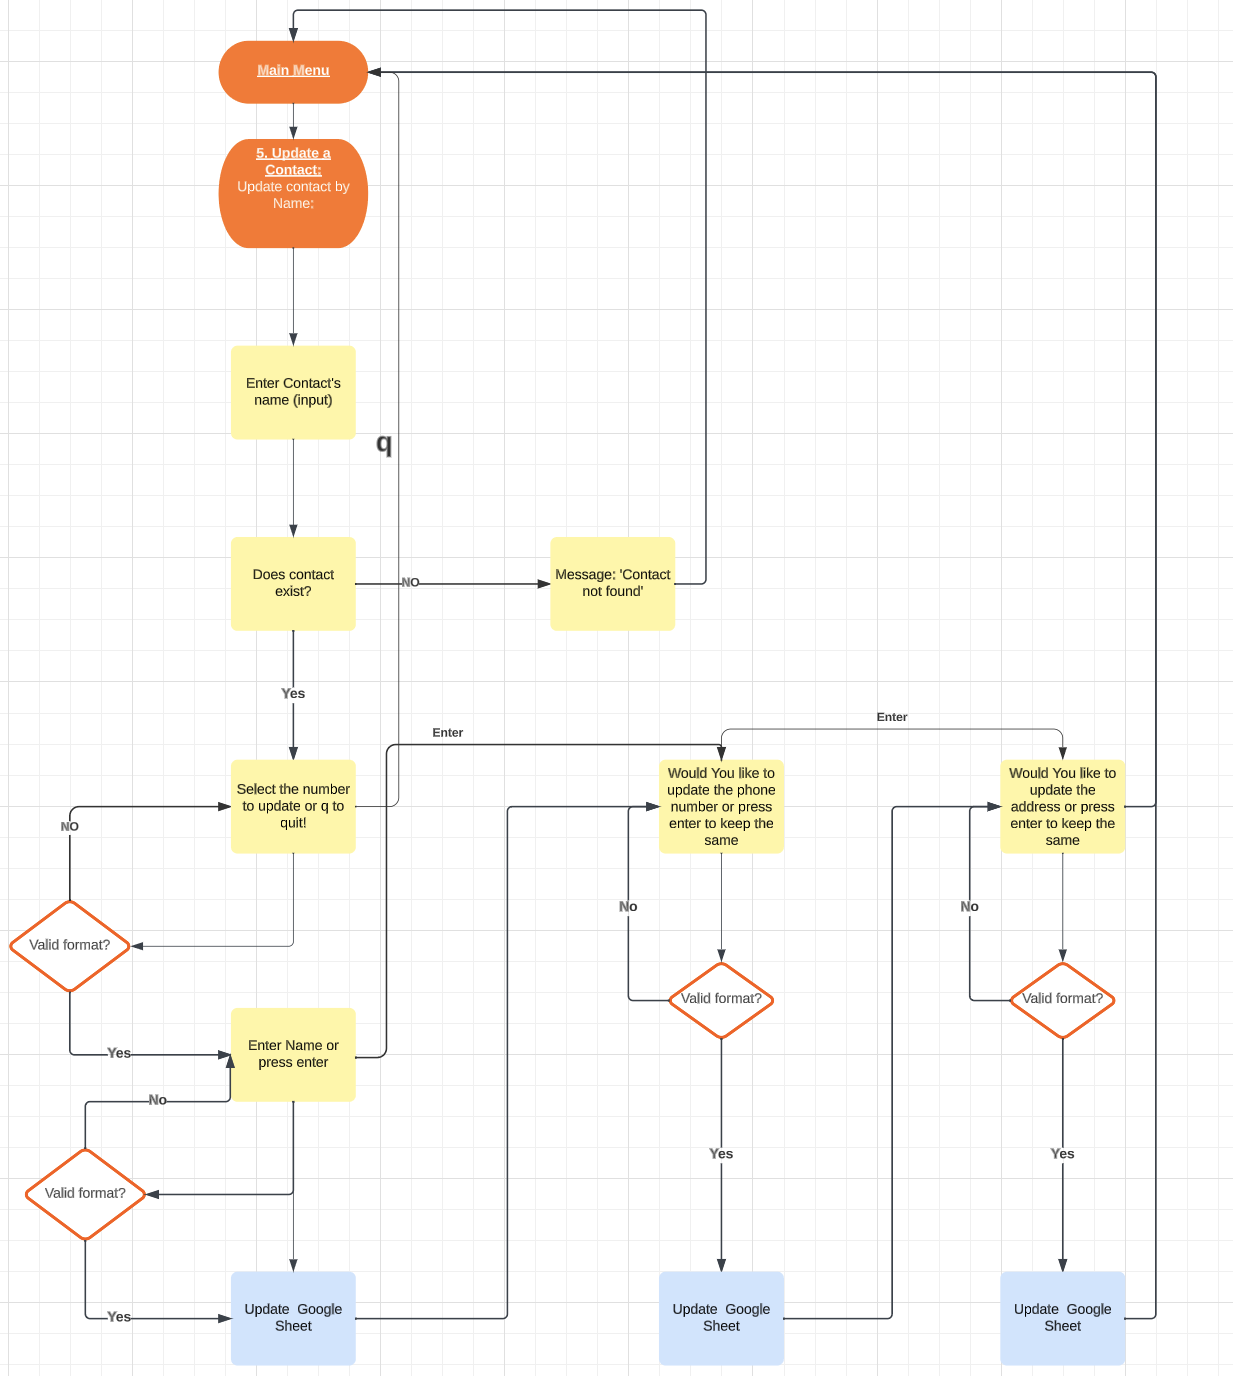 Main Menu
5. Update a
Contact:
Update contact by
Name:
Enter Contact's
name (input)
q
Does contact
exist?
NO
Message: 'Contact
not found'
Yes
Enter
Enter
Select the number
to update or q to
quit!
Would You like to
update the phone
number or press
enter to keep the
same
Would You like to
update the
address or press
enter to keep the
same
NO
Valid format?
No
No
Valid format?
Valid format?
Yes
Enter Name or
press enter
No
Valid format?
Yes
Yes
Yes
Update  Google
Sheet
Update  Google
Sheet
Update  Google
Sheet